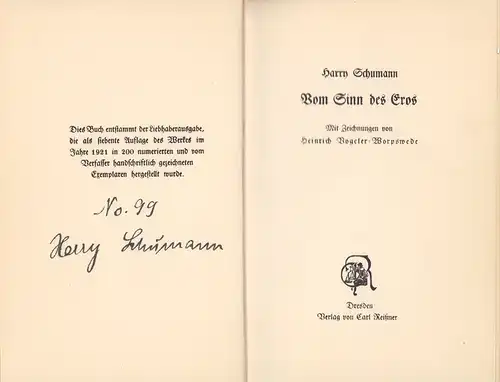 Dies Buch entstammt der Liebhaberausgabe,
die als siebente Auflage des Werkes im
Jahre 1921 in 200 numerierten und vom
Verfasser handschriftlich gezeichneten
Exemplaren hergestellt wurde.
No. 99
Harry Schumann
Harry Schumann
Vom Sinn des Eros
Mit Zeichnungen von
Heinrich Vogeler-Worpswede
R
Dresden
Verlag von Carl Reißner